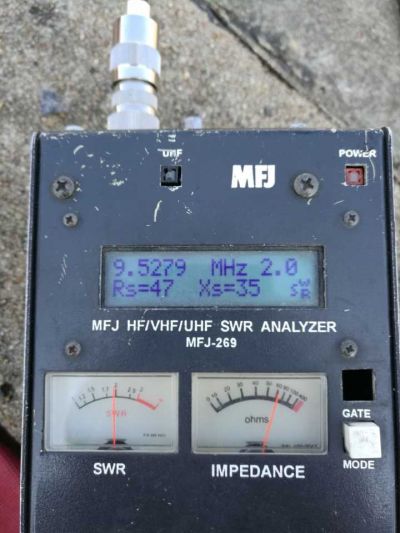 UHF
MFJ
POWER
9.5279 MHz 2.0
Rs=47 Xs=35 SWR
MFJ HF/VHF/UHF SWR ANALYZER
MFJ-269
SWR
ohms
GATE
SWR
IMPEDANCE
MODE